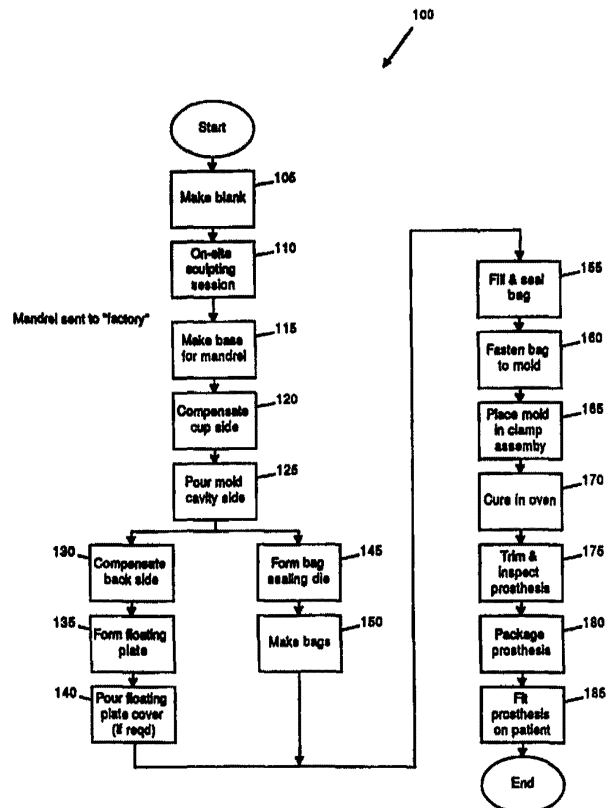 100
Start
Make blank
105
On-site
sculpting
session
110
Mandrel sent to "factory"
Make base
for mandrel
115
Compensate
cup side
120
Pour mold
cavity side
125
130
Compensate
back side
135
Form floating
plate
140
Pour floating
plate cover
(if reqd)
Form bag
sealing die
145
Make bags
150
Fill & seal
bag
155
Fasten bag
to mold
160
Place mold
in clamp
assemby
165
Cure in oven
170
Trim &
inspect
prosthesis
175
Package
prosthesis
180
Fit
prosthesis
on patient
185
End